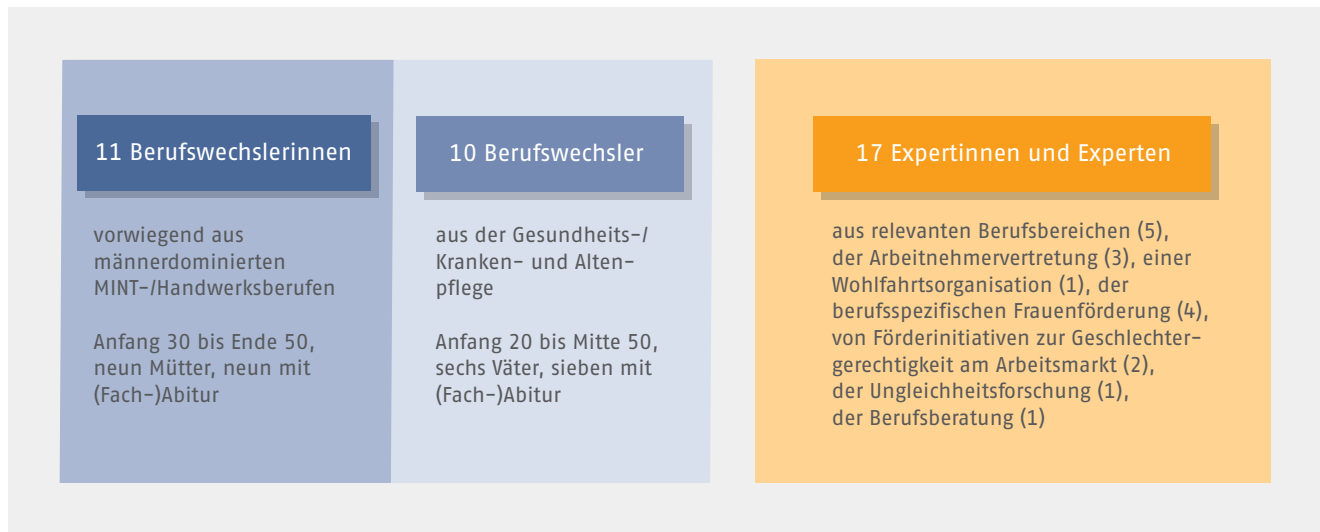 11 Berufswechslerinnen
vorwiegend aus
männerdominierten
MINT-/Handwerksberufen
Anfang 30 bis Ende 50,
neun Mütter, neun mit
(Fach-)Abitur
10 Berufswechsler
aus der Gesundheits-/
Kranken- und Alten-
pflege
Anfang 20 bis Mitte 50,
sechs Väter, sieben mit
(Fach-)Abitur
17 Expertinnen und Experten
aus relevanten Berufsbereichen (5),
der Arbeitnehmervertretung (3), einer
Wohlfahrtsorganisation (1), der
berufsspezifischen Frauenförderung (4),
von Förderinitiativen zur Geschlechter-
gerechtigkeit am Arbeitsmarkt (2),
der Ungleichheitsforschung (1),
der Berufsberatung (1)